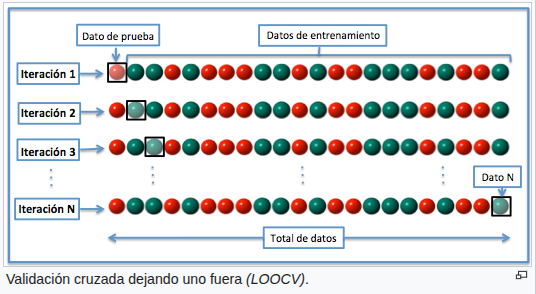 Dato de prueba
Datos de entrenamiento
Iteración 1
Iteración 2
Iteración 3
Dato N
Iteración N
Total de datos
Validación cruzada dejando uno fuera (LOOCV).